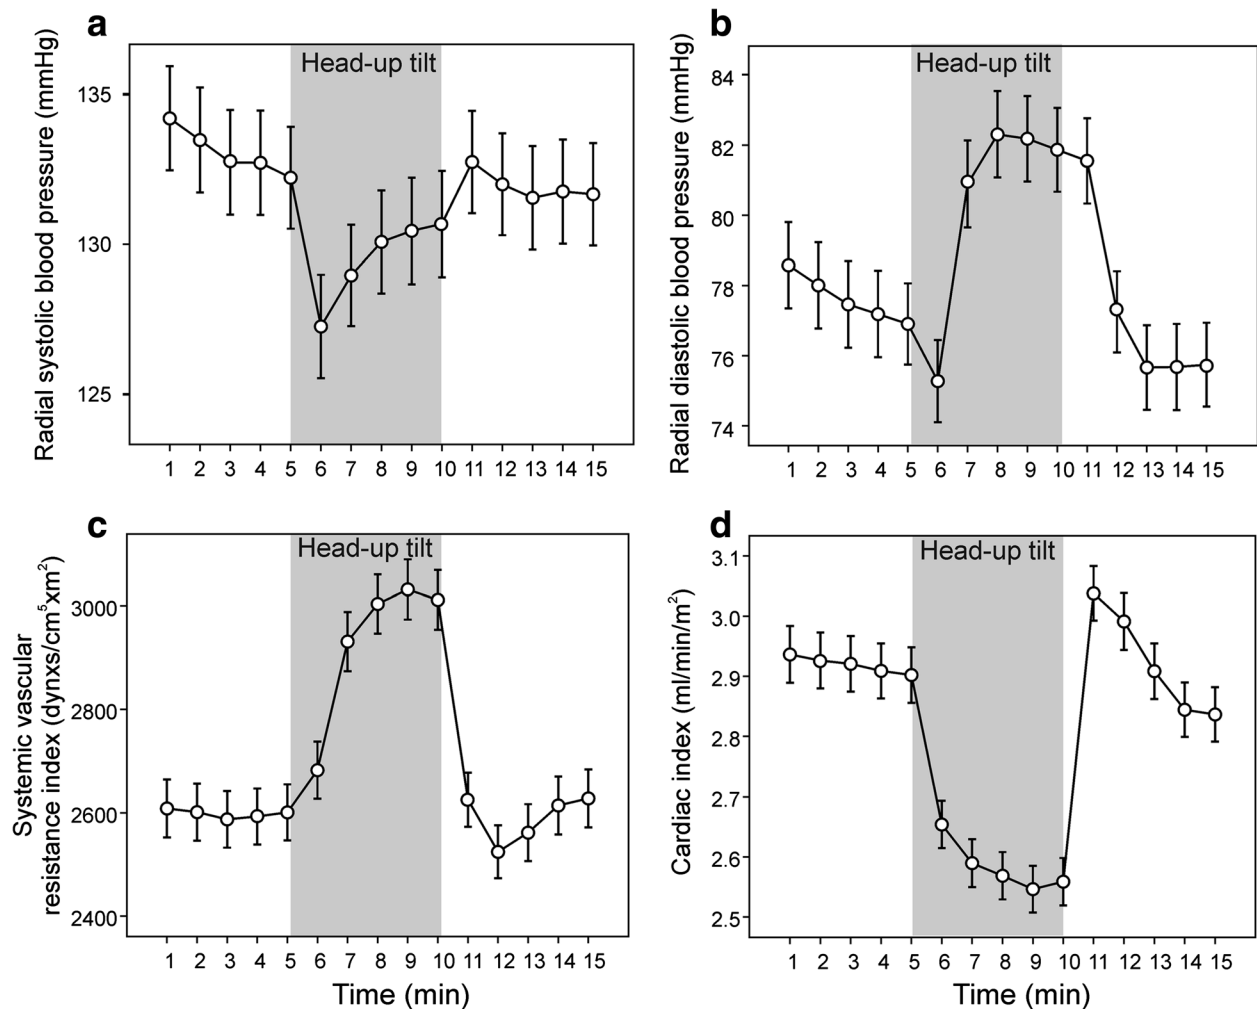 a
Radial systolic blood pressure (mmHg)
Head-up tilt
135
130
125
1 2 3 4 5 6 7 8 9 10 11 12 13 14 15
b
Radial diastolic blood pressure (mmHg)
Head-up tilt
84
82
80
78
76
74
1 2 3 4 5 6 7 8 9 10 11 12 13 14 15
c
Systemic vascular
resistance index (dynxs/cm⁵xm²)
Head-up tilt
3000
2800
2600
2400
1 2 3 4 5 6 7 8 9 10 11 12 13 14 15
Time (min)
d
Cardiac index (ml/min/m²)
Head-up tilt
3.1
3.0
2.9
2.8
2.7
2.6
2.5
1 2 3 4 5 6 7 8 9 10 11 12 13 14 15
Time (min)